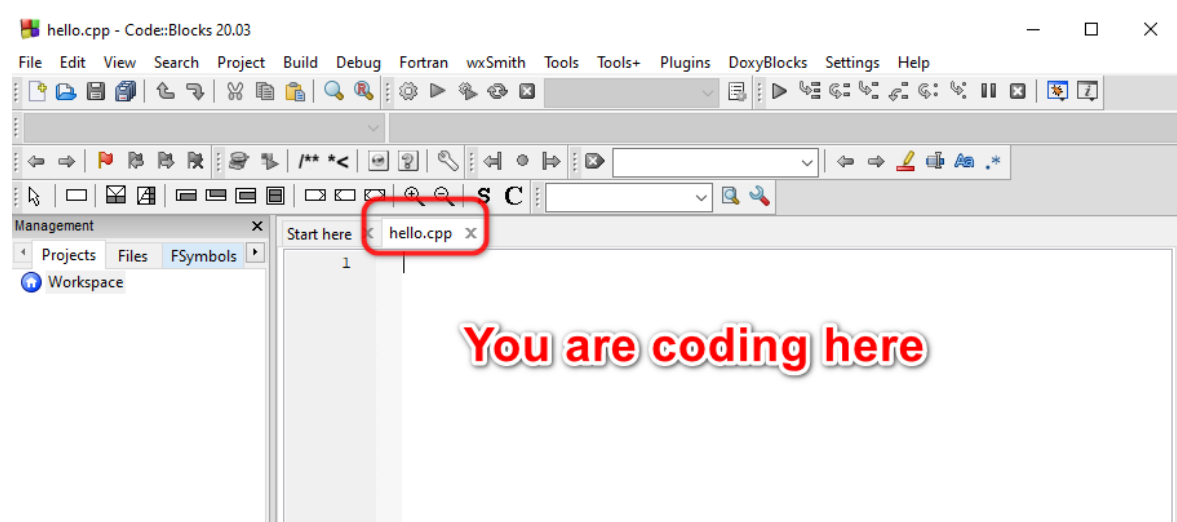 hello.cpp - Code::Blocks 20.03
File Edit View Search Project Build Debug Fortran wxSmith Tools Tools+ Plugins DoxyBlocks Settings Help
/** *<
Aa .*
S C
Management
Start here hello.cpp
Projects Files FSymbols
1
Workspace
You are coding here